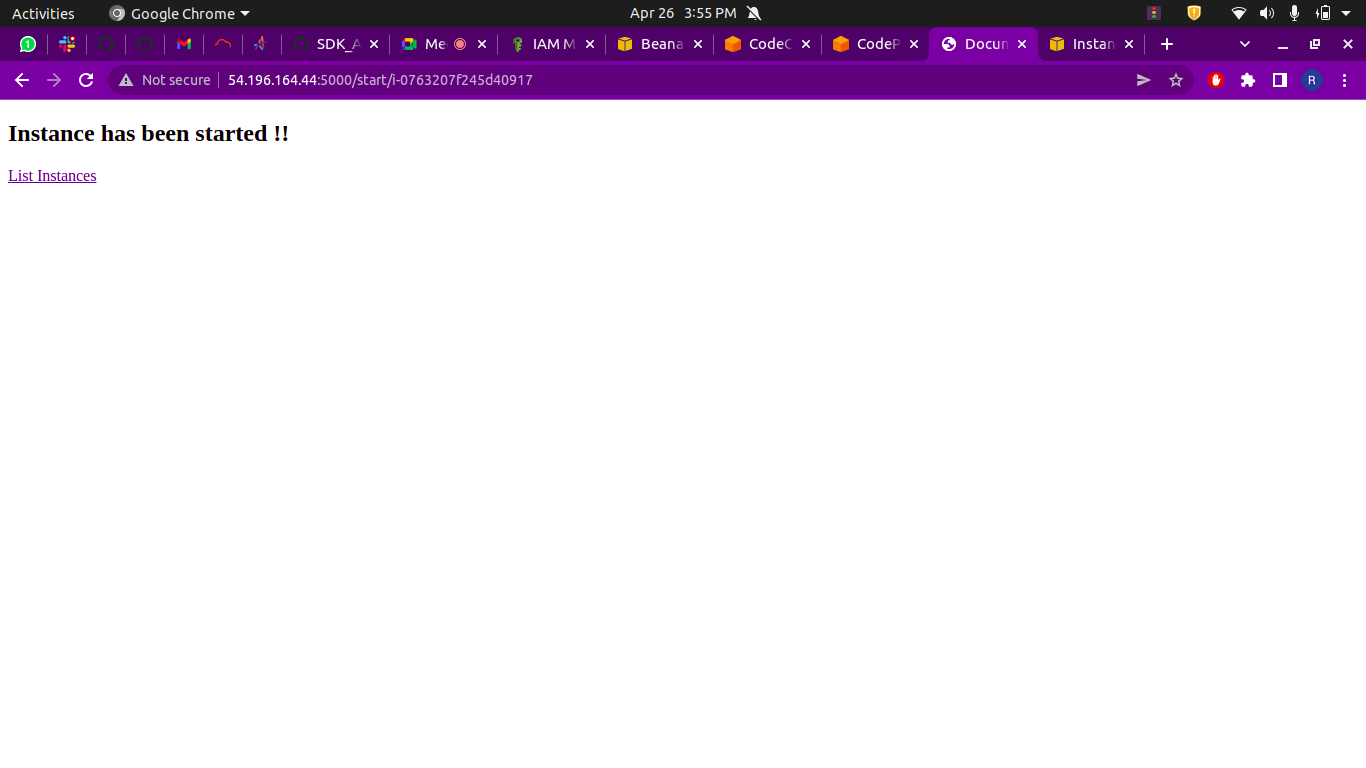 Activities Google Chrome Apr 26 3:55 PM
1 SDK_A Me IAM M Beana CodeC CodeP Docun Instan
Not secure 54.196.164.44:5000/start/i-0763207f245d40917 R
Instance has been started !!
List Instances